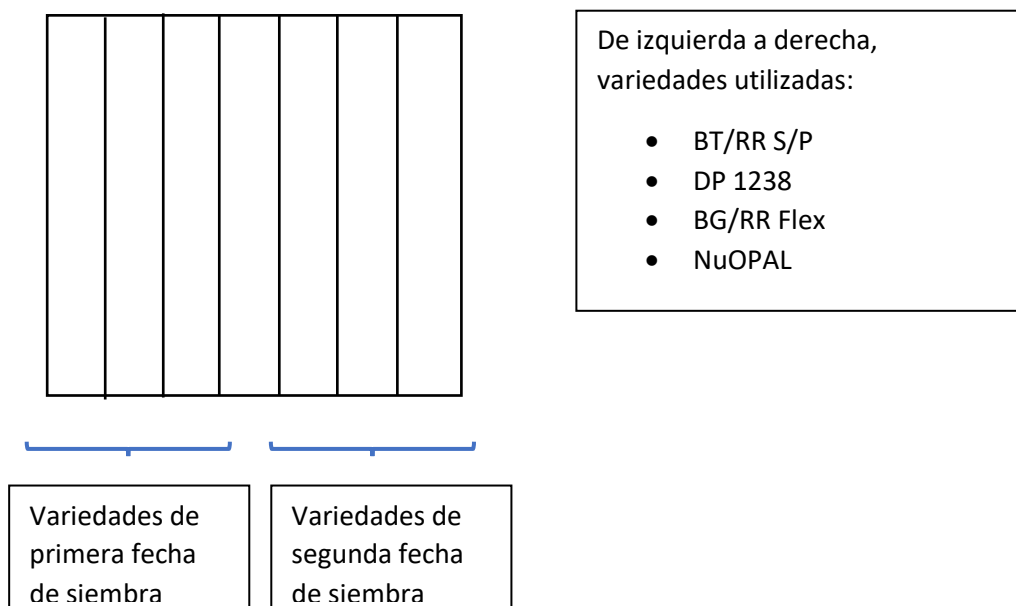 De izquierda a derecha,
variedades utilizadas:
• BT/RR S/P
• DP 1238
• BG/RR Flex
• NuOPAL
Variedades de
primera fecha
de siembra
Variedades de
segunda fecha
de siembra